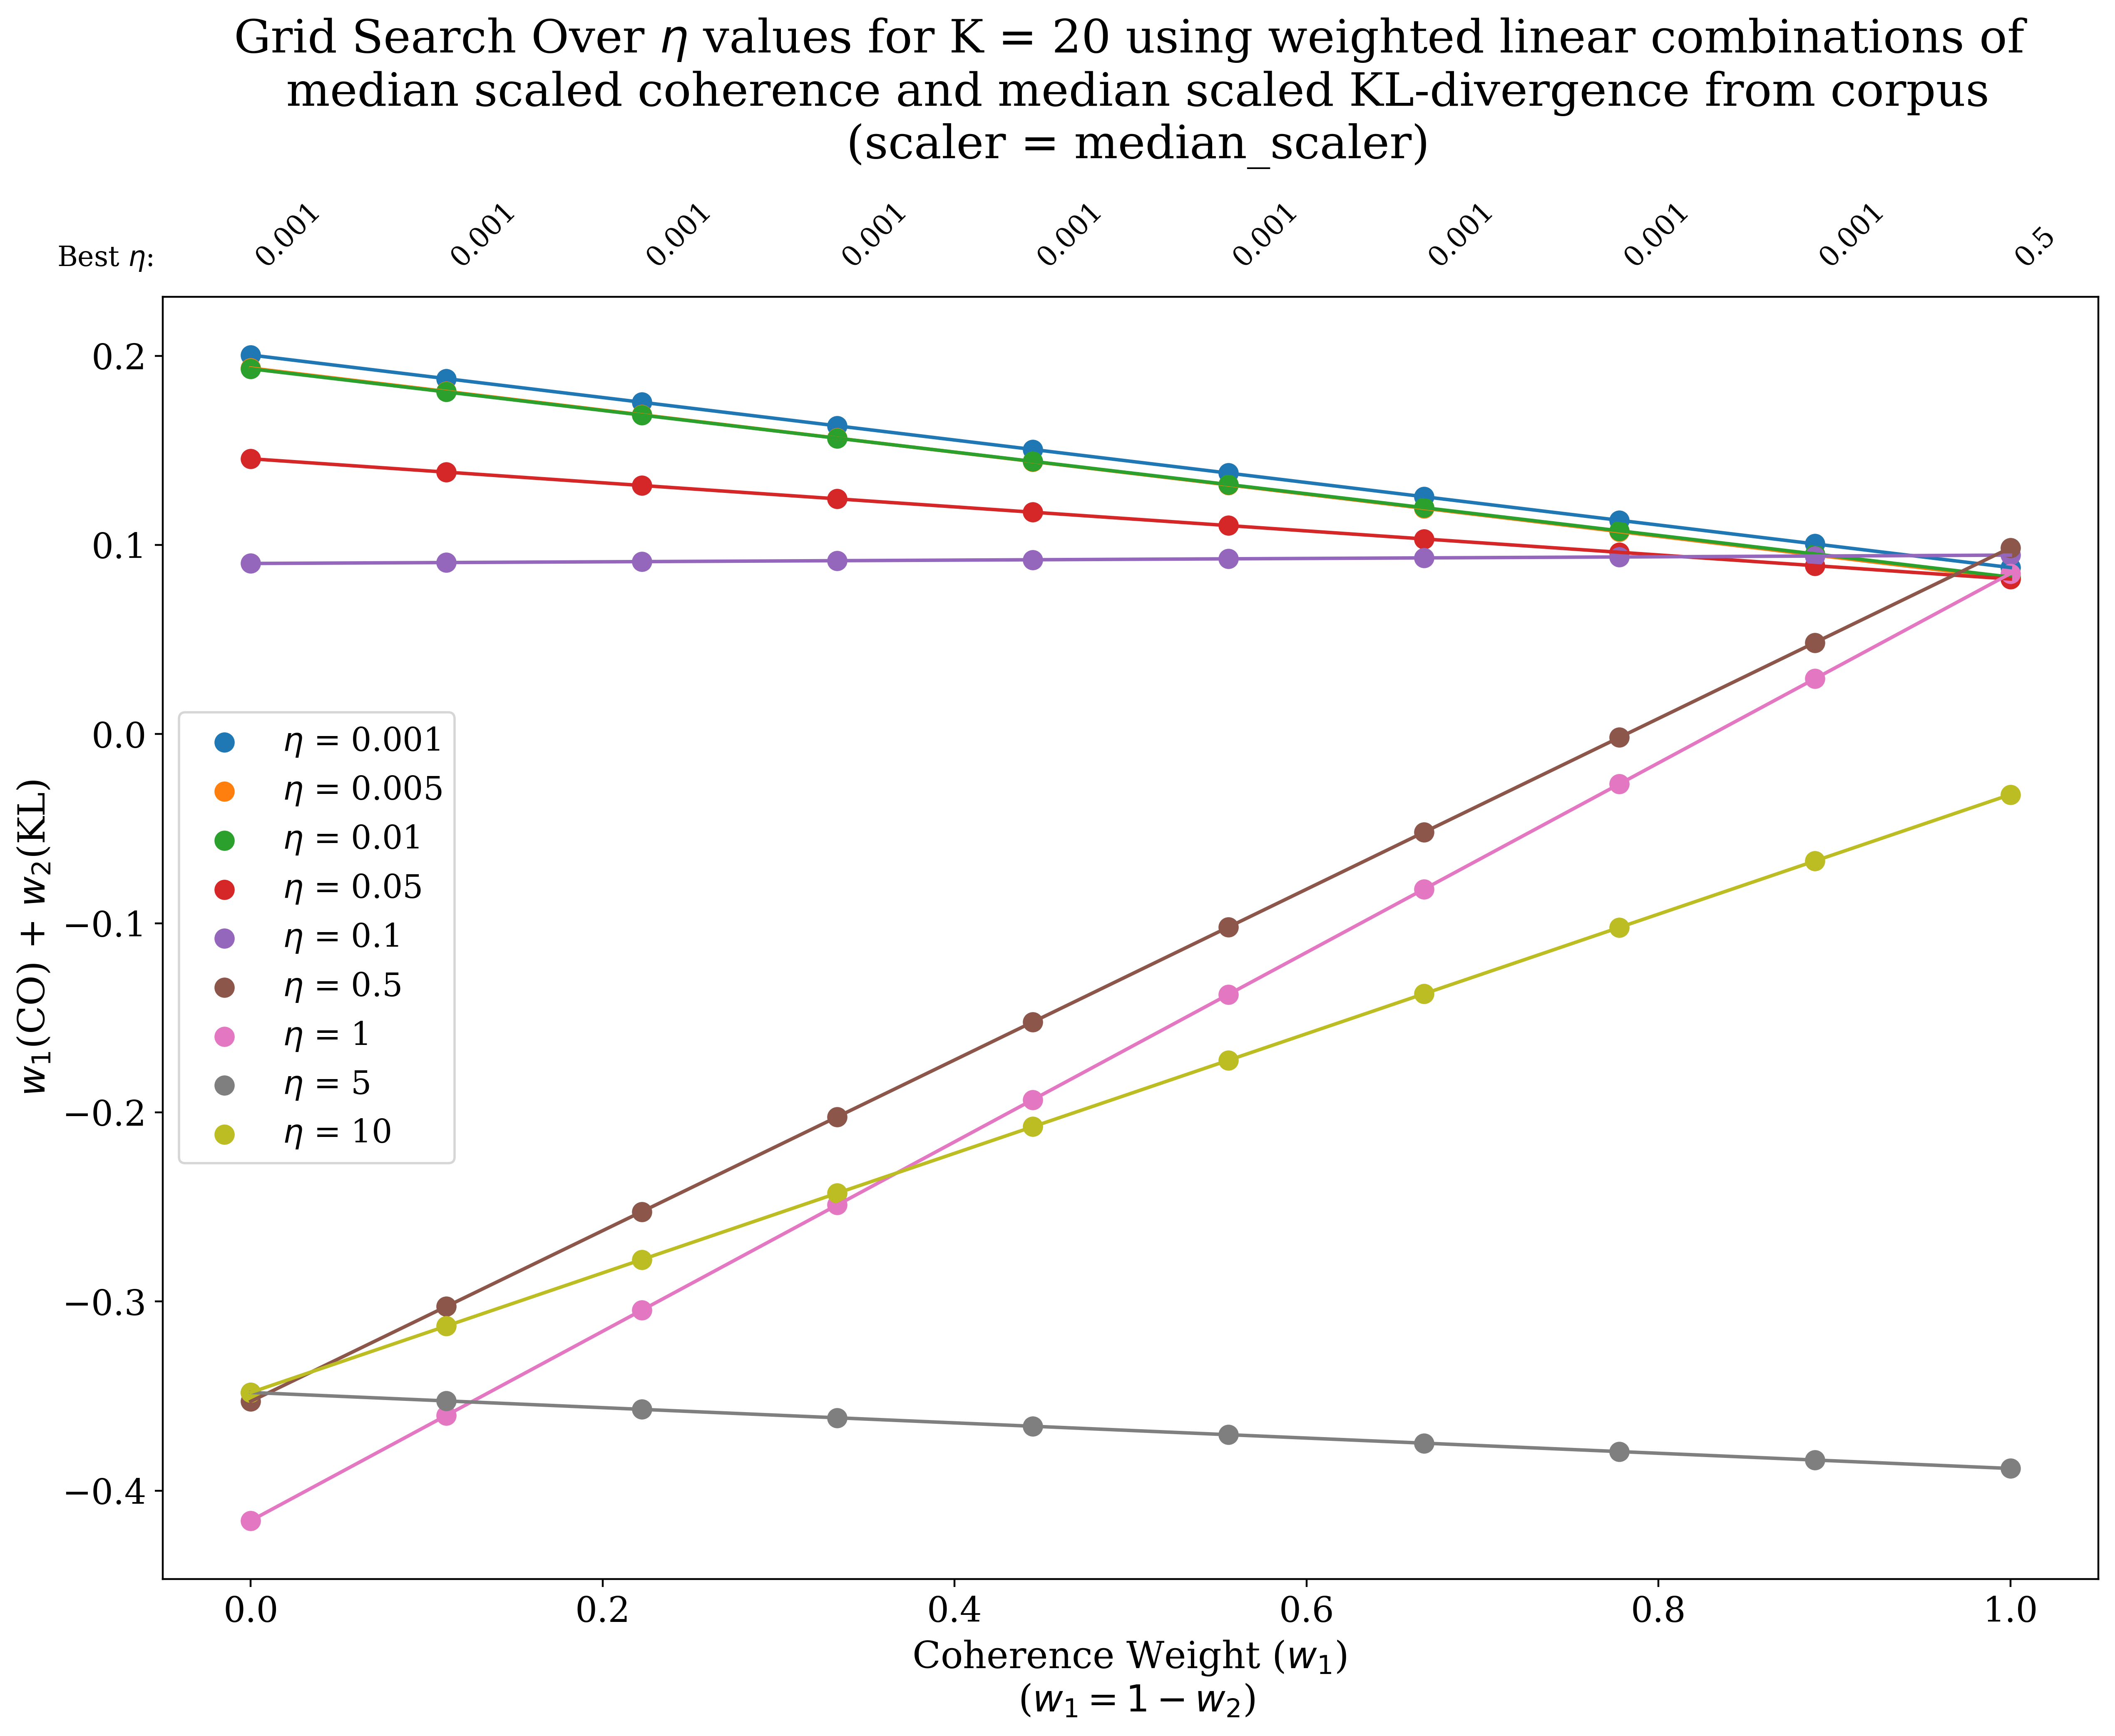 Grid Search Over η values for K = 20 using weighted linear combinations of
median scaled coherence and median scaled KL-divergence from corpus
(scaler = median_scaler)
Best η:
0.001
0.001
0.001
0.001
0.001
0.001
0.001
0.001
0.001
0.5
w₁(CO) + w₂(KL)
0.2
0.1
0.0
−0.1
−0.2
−0.3
−0.4
η = 0.001
η = 0.005
η = 0.01
η = 0.05
η = 0.1
η = 0.5
η = 1
η = 5
η = 10
0.0
0.2
0.4
0.6
0.8
1.0
Coherence Weight (w₁)
(w₁ = 1 − w₂)